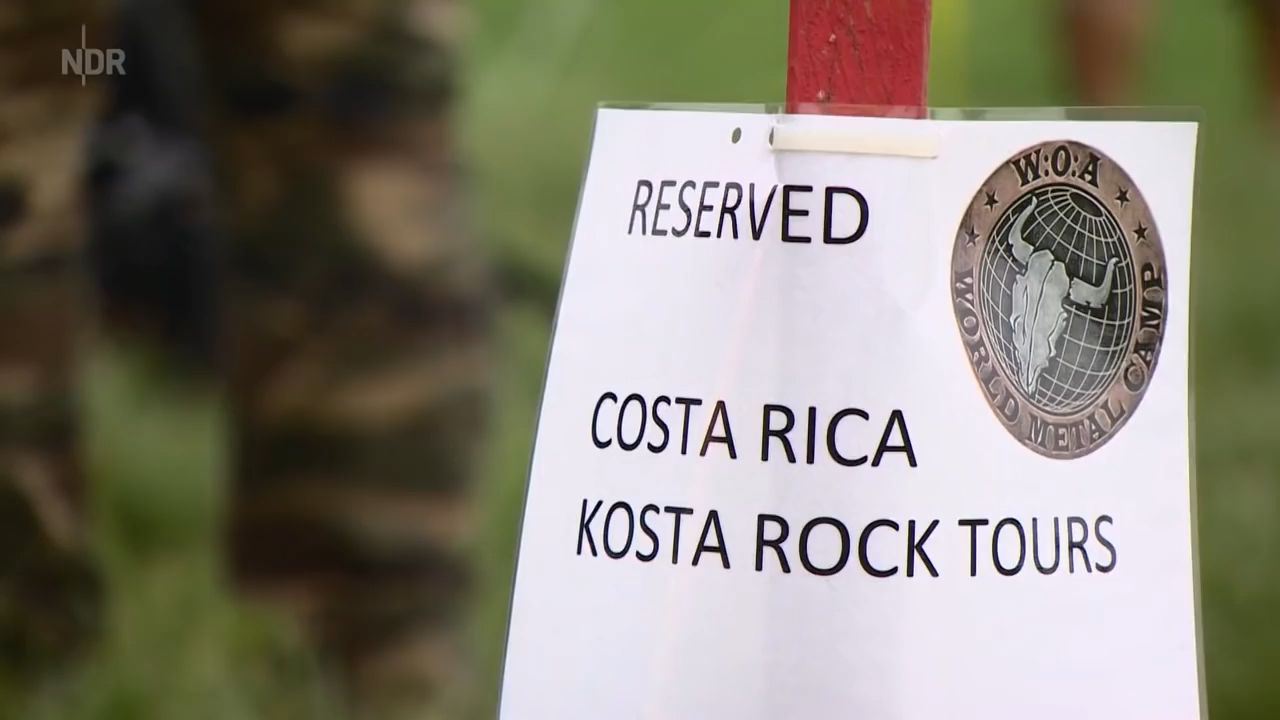 NDR
RESERVED
W:O:A
WORLD METAL CAMP
COSTA RICA
KOSTA ROCK TOURS